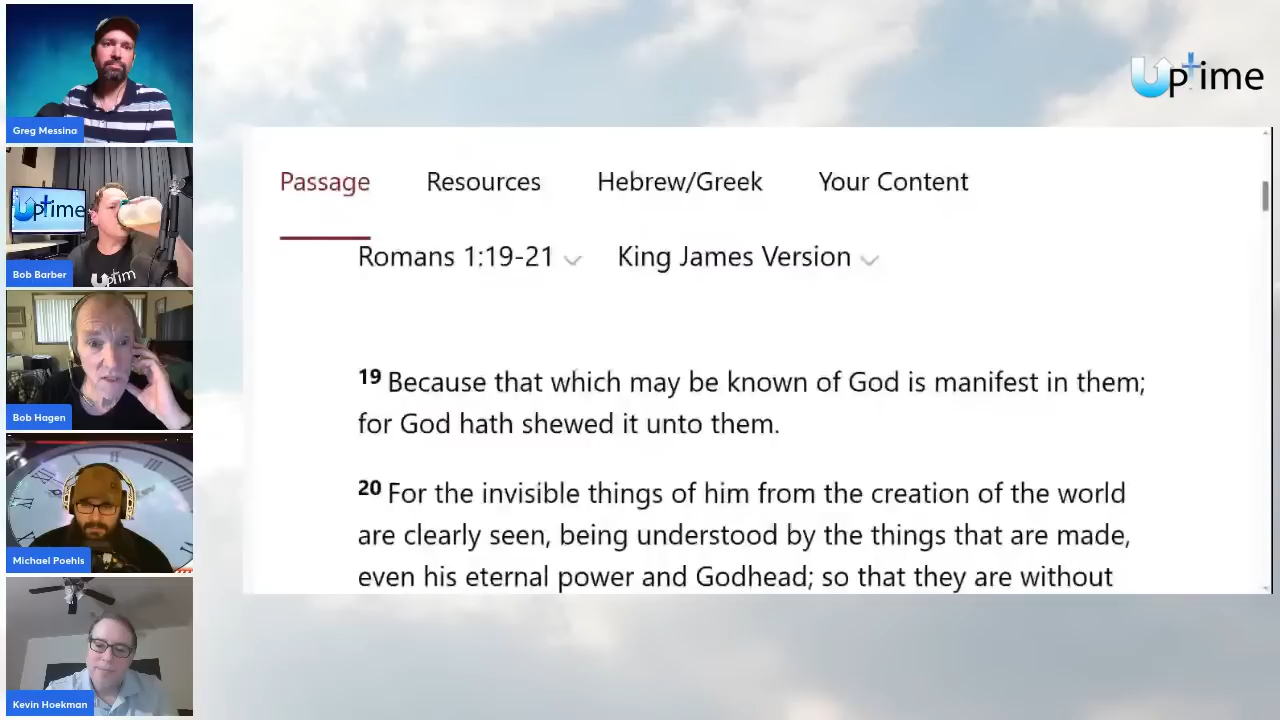 Greg Messina
Uptime
Bob Barber
Uptim
Bob Hagen
Michael Poehls
Kevin Hoekman
Uptime
Passage Resources Hebrew/Greek Your Content
Romans 1:19-21 King James Version
19 Because that which may be known of God is manifest in them;
for God hath shewed it unto them.
20 For the invisible things of him from the creation of the world
are clearly seen, being understood by the things that are made,
even his eternal power and Godhead; so that they are without